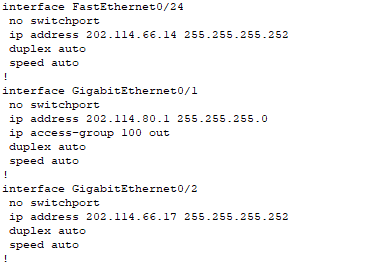 interface FastEthernet0/24
 no switchport
 ip address 202.114.66.14 255.255.255.252
 duplex auto
 speed auto
!
interface GigabitEthernet0/1
 no switchport
 ip address 202.114.80.1 255.255.255.0
 ip access-group 100 out
 duplex auto
 speed auto
!
interface GigabitEthernet0/2
 no switchport
 ip address 202.114.66.17 255.255.255.252
 duplex auto
 speed auto
!